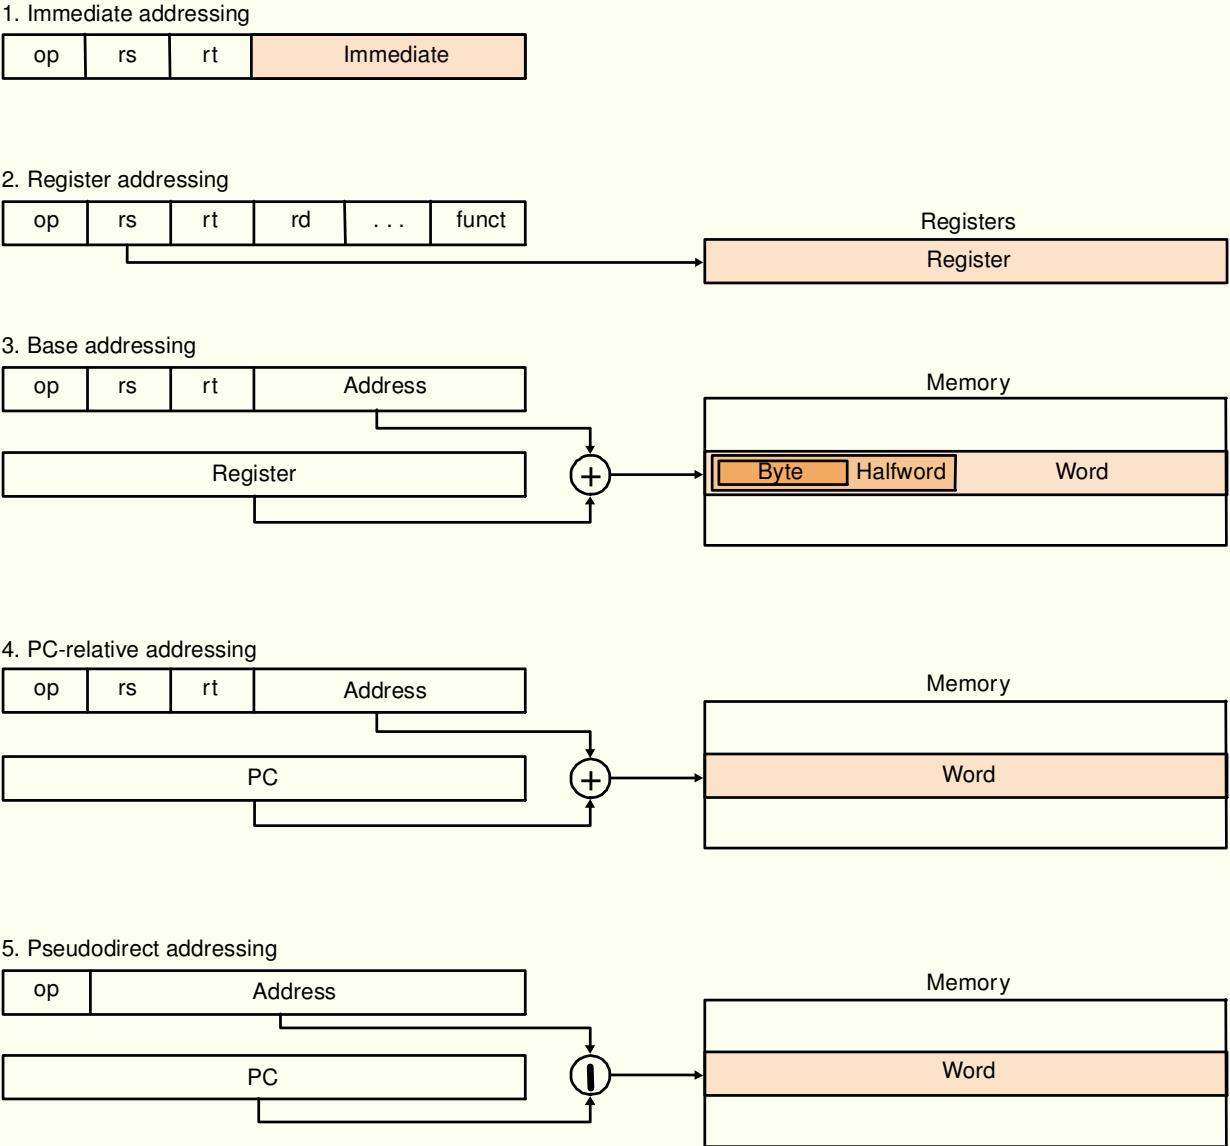 1. Immediate addressing
op rs rt Immediate
2. Register addressing
op rs rt rd . . . funct
Registers
Register
3. Base addressing
op rs rt Address
Memory
Register
+
Byte Halfword Word
4. PC-relative addressing
op rs rt Address
Memory
PC
+
Word
5. Pseudodirect addressing
op Address
Memory
PC
|
Word